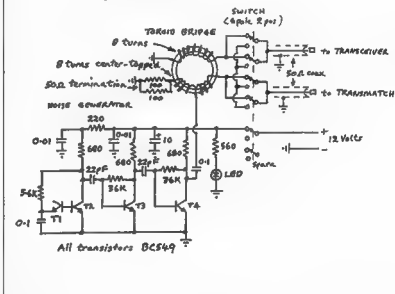 SWITCH
(4pole 2pos)
TOROID BRIDGE
8 turns
8 turns center-tapped
50Ω termination
100
100
to TRANSCEIVER
50Ω coax
to TRANSMATCH
NOISE GENERATOR
220
0.01
680
0.01
680
10
680
0.1
560
12 Volts
Spare
LED
22pF
22pF
56K
36K
36K
0.1
T1
T2
T3
T4
All transistors BC549